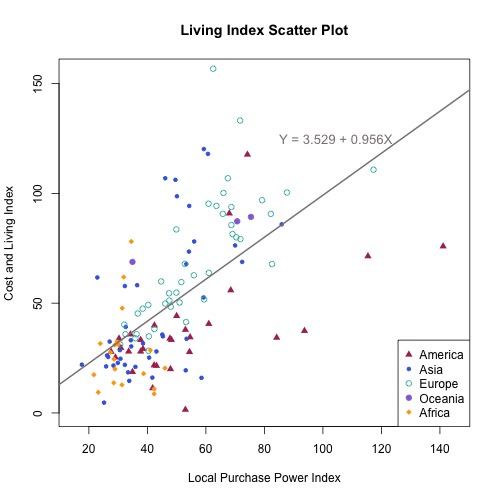 Living Index Scatter Plot
Y = 3.529 + 0.956X
Cost and Living Index
150
100
50
0
America
Asia
Europe
Oceania
Africa
20 40 60 80 100 120 140
Local Purchase Power Index